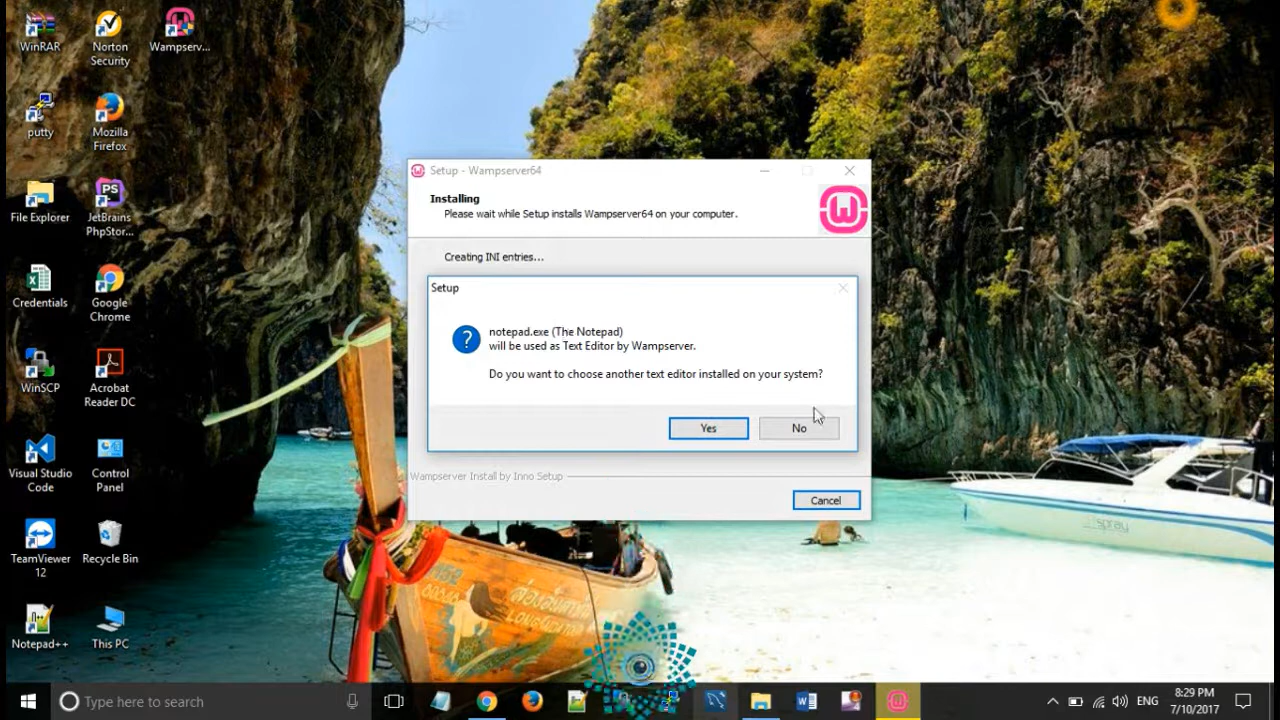 WinRAR
Norton
Security
Wampserv...
putty
Mozilla
Firefox
File Explorer
PS
JetBrains
PhpStor...
Credentials
Google
Chrome
WinSCP
Acrobat
Reader DC
Visual Studio
Code
Control
Panel
TeamViewer
12
Recycle Bin
Notepad++
This PC
Setup - Wampserver64
Installing
Please wait while Setup installs Wampserver64 on your computer.
Creating INI entries...
Setup
notepad.exe (The Notepad)
will be used as Text Editor by Wampserver.
Do you want to choose another text editor installed on your system?
Yes
No
Wampserver Install by Inno Setup
Cancel
spray
Type here to search
ENG
8:29 PM
7/10/2017